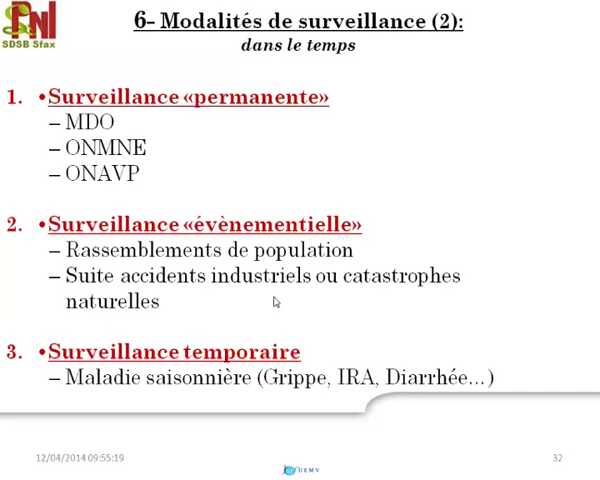 PNI
SDSB Sfax
6- Modalités de surveillance (2):
dans le temps
1. •Surveillance «permanente»
– MDO
– ONMNE
– ONAVP
2. •Surveillance «évènementielle»
– Rassemblements de population
– Suite accidents industriels ou catastrophes
naturelles
3. •Surveillance temporaire
– Maladie saisonnière (Grippe, IRA, Diarrhée...)
12/04/2014 09:55:19
32
UEMV